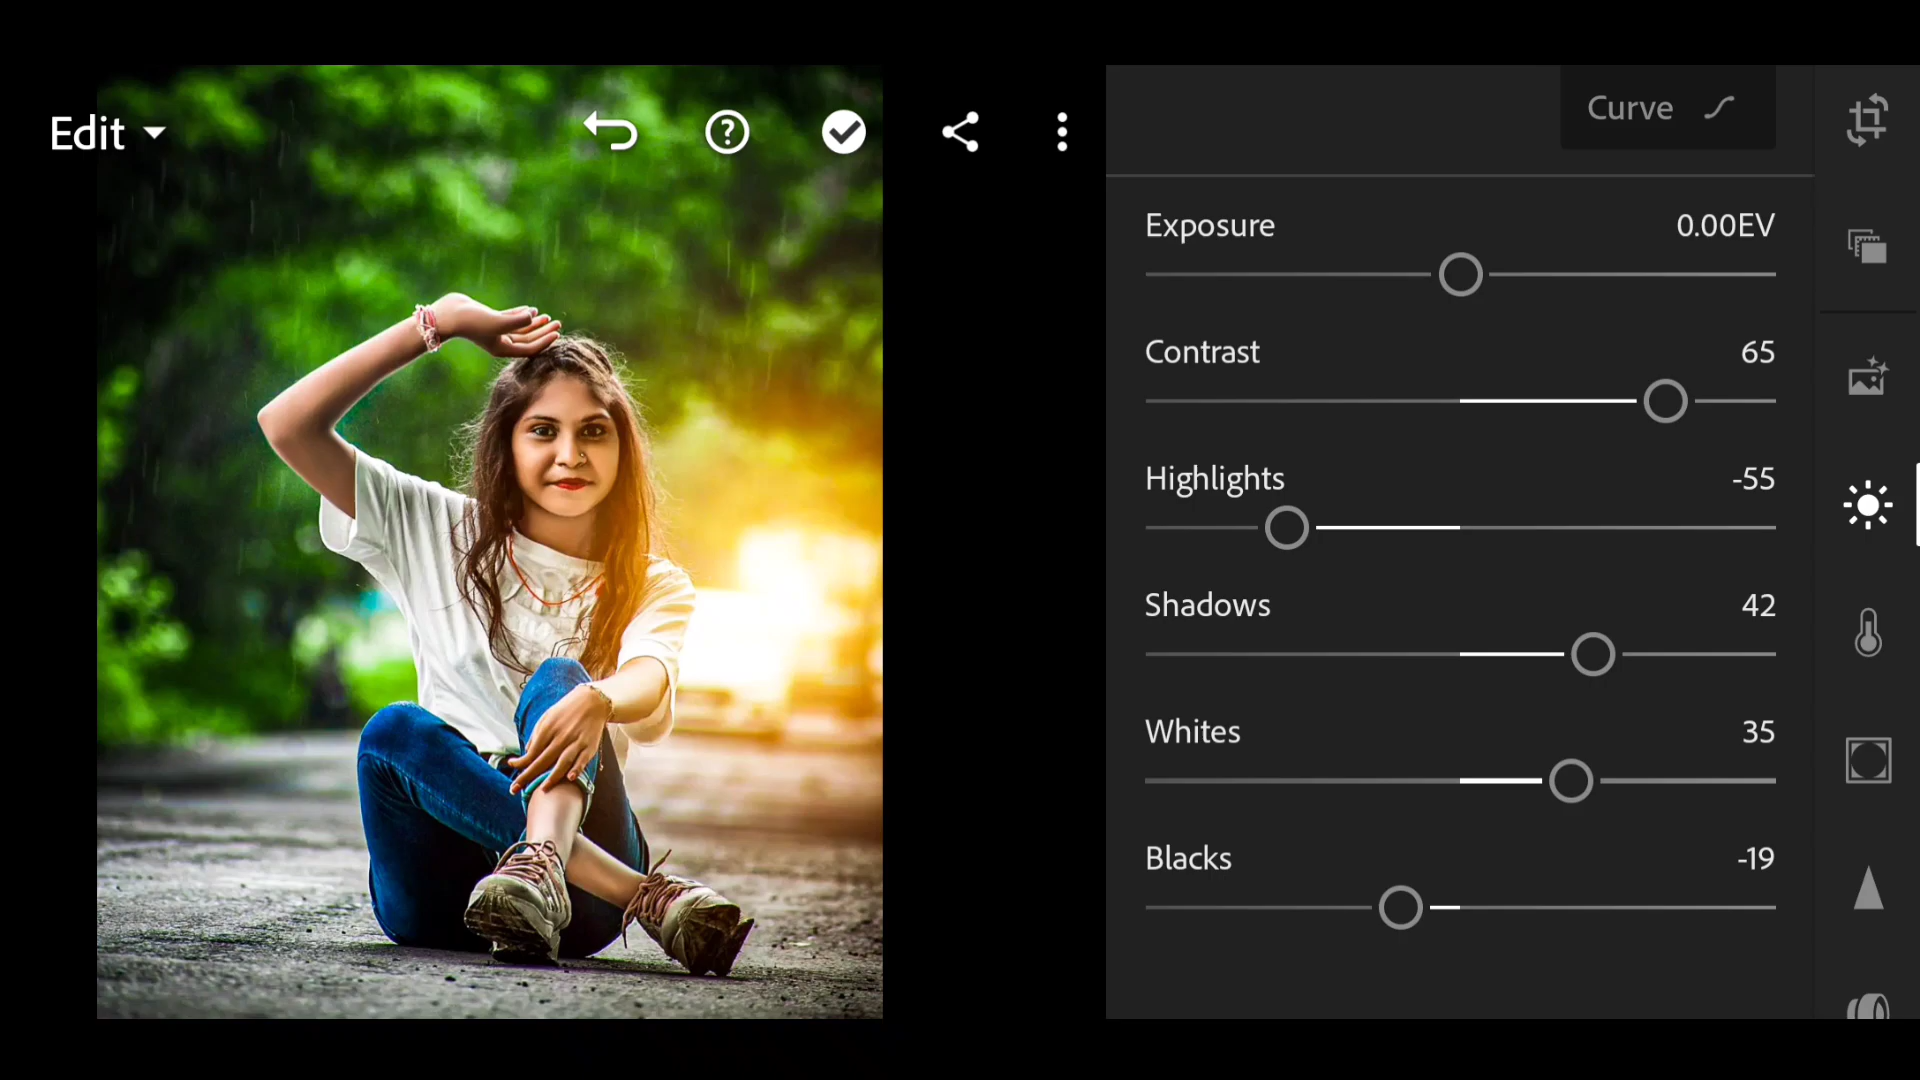 Edit
Curve
Exposure 0.00EV
Contrast 65
Highlights -55
Shadows 42
Whites 35
Blacks -19